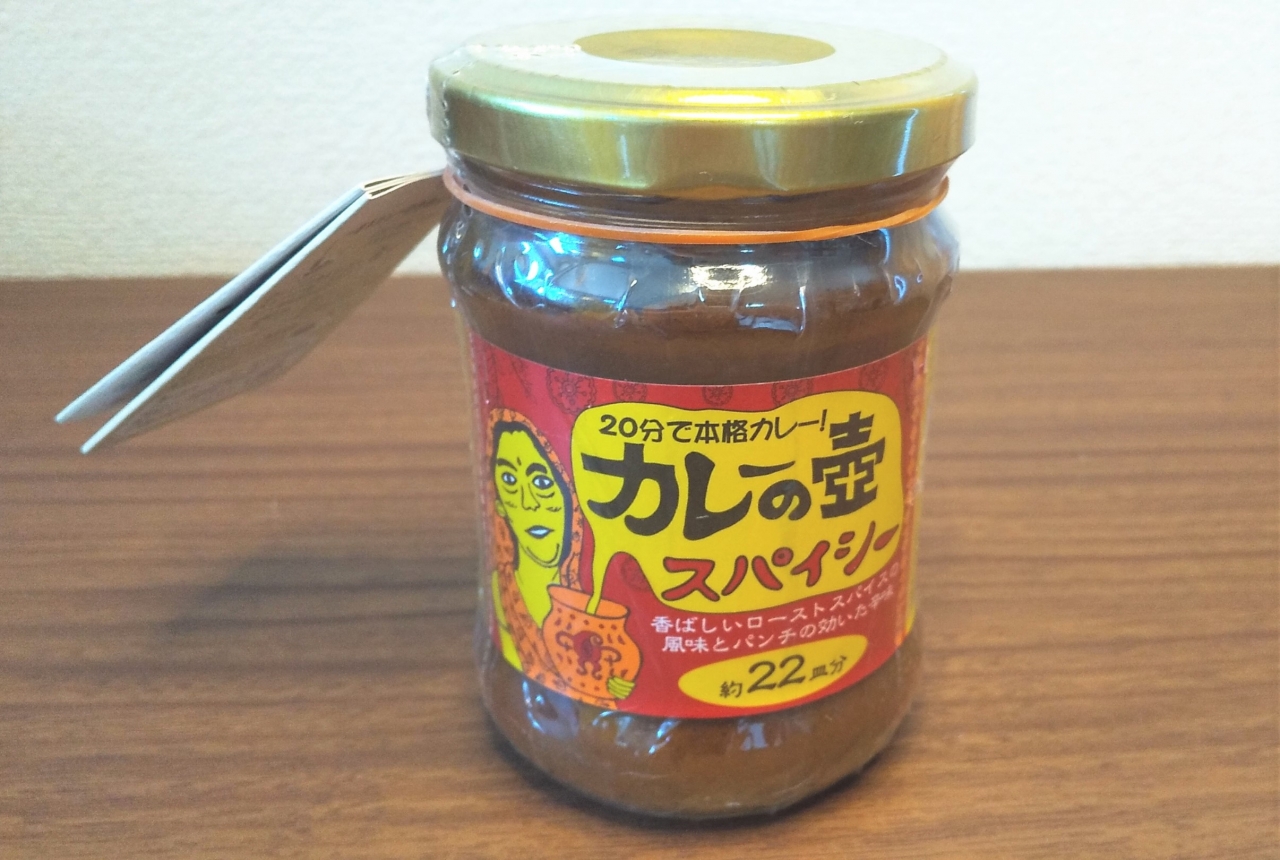 20分で本格カレー!
カレーの壺
スパイシー
香ばしいローストスパイスの
風味とパンチの効いた辛味
約22皿分